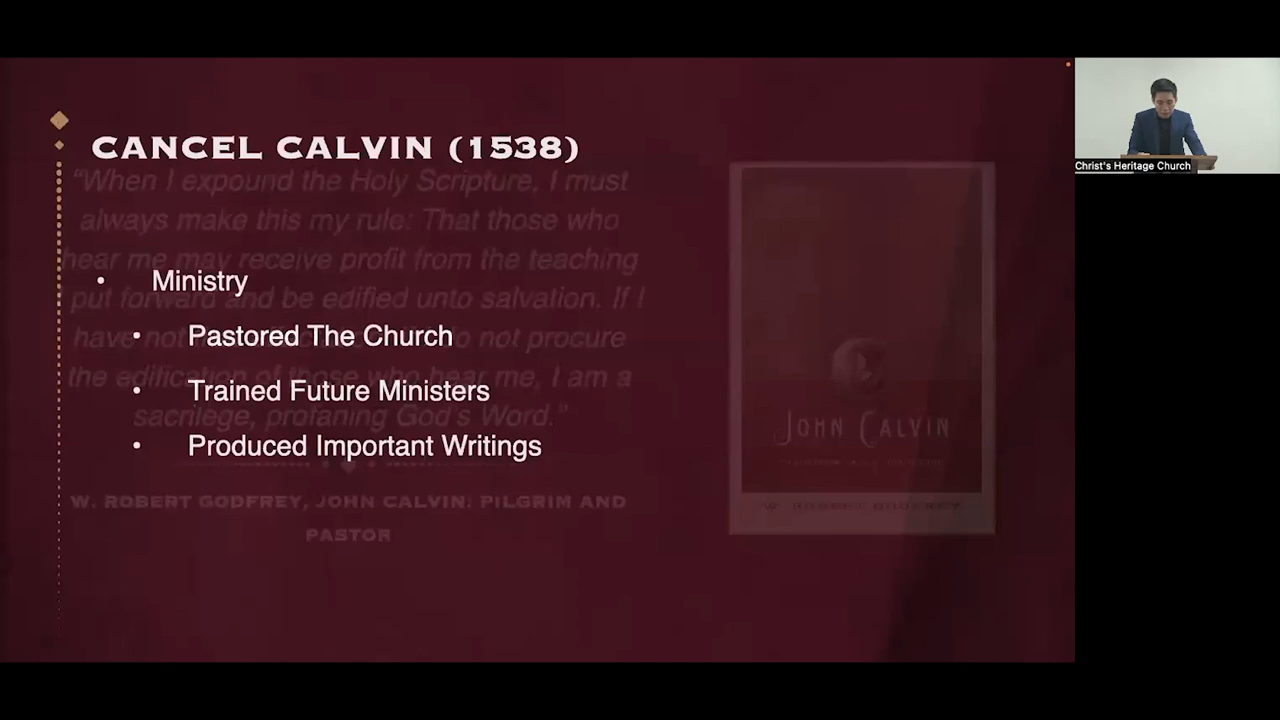 CANCEL CALVIN (1538)
"When I expound the Holy Scripture, I must
always make this my rule: That those who
hear me may receive profit from the teaching
put forward and be edified unto salvation. If I
have not do not procure
the edification of those who hear me, I am a
sacrilege, profaning God's Word."
W. ROBERT GODFREY, JOHN CALVIN: PILGRIM AND
PASTOR
• Ministry
• Pastored The Church
• Trained Future Ministers
• Produced Important Writings
JOHN CALVIN
W. ROBERT GODFREY
Christ's Heritage Church